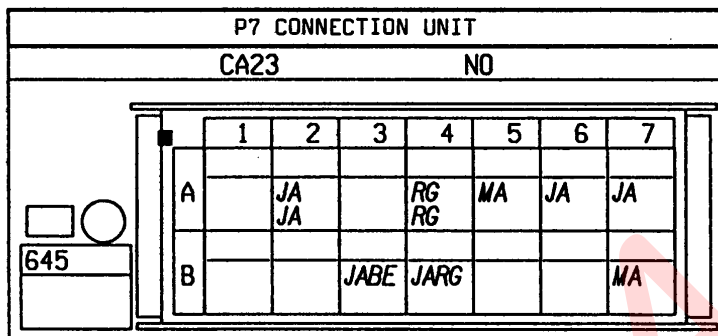 P7 CONNECTION UNIT
CA23 NO
1 2 3 4 5 6 7
A JA RG MA JA JA
JA RG
645
B JABE JARG MA